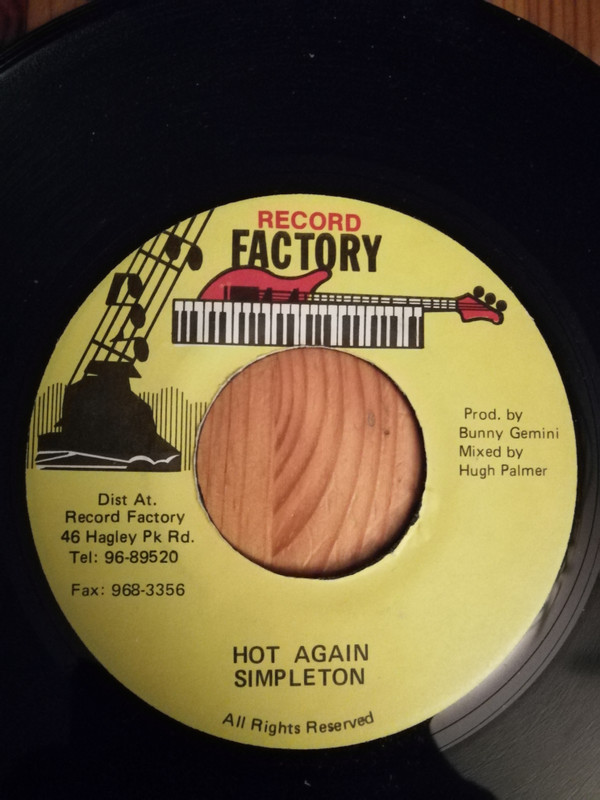 RECORD
FACTORY
Prod. by
Bunny Gemini
Mixed by
Hugh Palmer
Dist At.
Record Factory
46 Hagley Pk Rd.
Tel: 96-89520
Fax: 968-3356
HOT AGAIN
SIMPLETON
All Rights Reserved